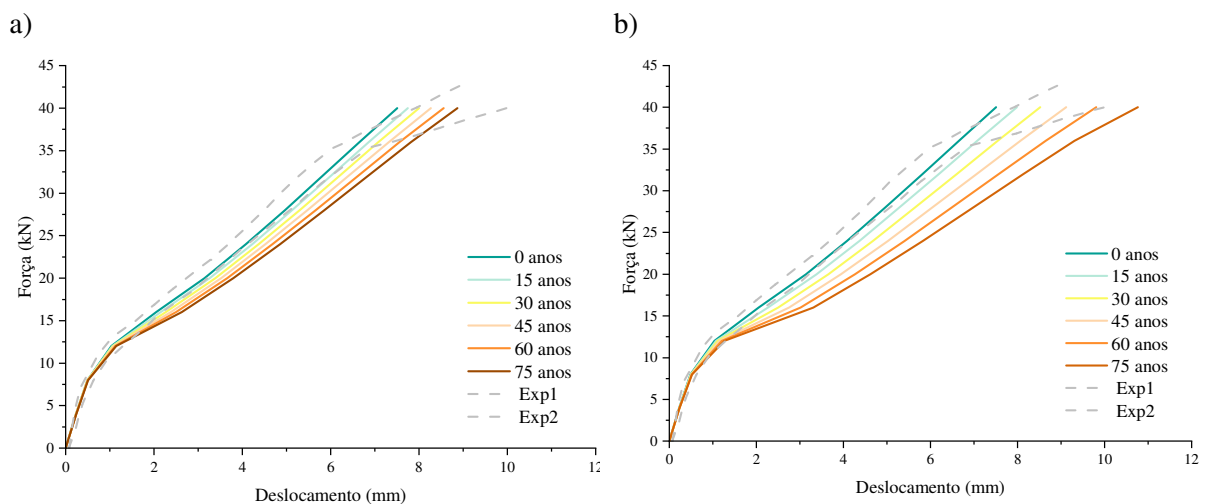 a)
45
40
35
30
25
20
15
10
5
0
Força (kN)
0 anos
15 anos
30 anos
45 anos
60 anos
75 anos
Exp1
Exp2
0 2 4 6 8 10 12
Deslocamento (mm)
b)
45
40
35
30
25
20
15
10
5
0
Força (kN)
0 anos
15 anos
30 anos
45 anos
60 anos
75 anos
Exp1
Exp2
0 2 4 6 8 10 12
Deslocamento (mm)